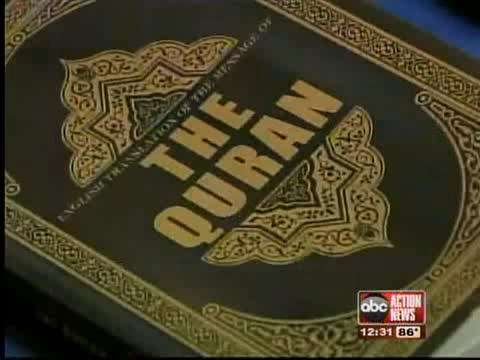 ENGLISH TRANSLATION OF THE MESSAGE OF
THE
QURAN
abc ACTION
NEWS
12:31 86°